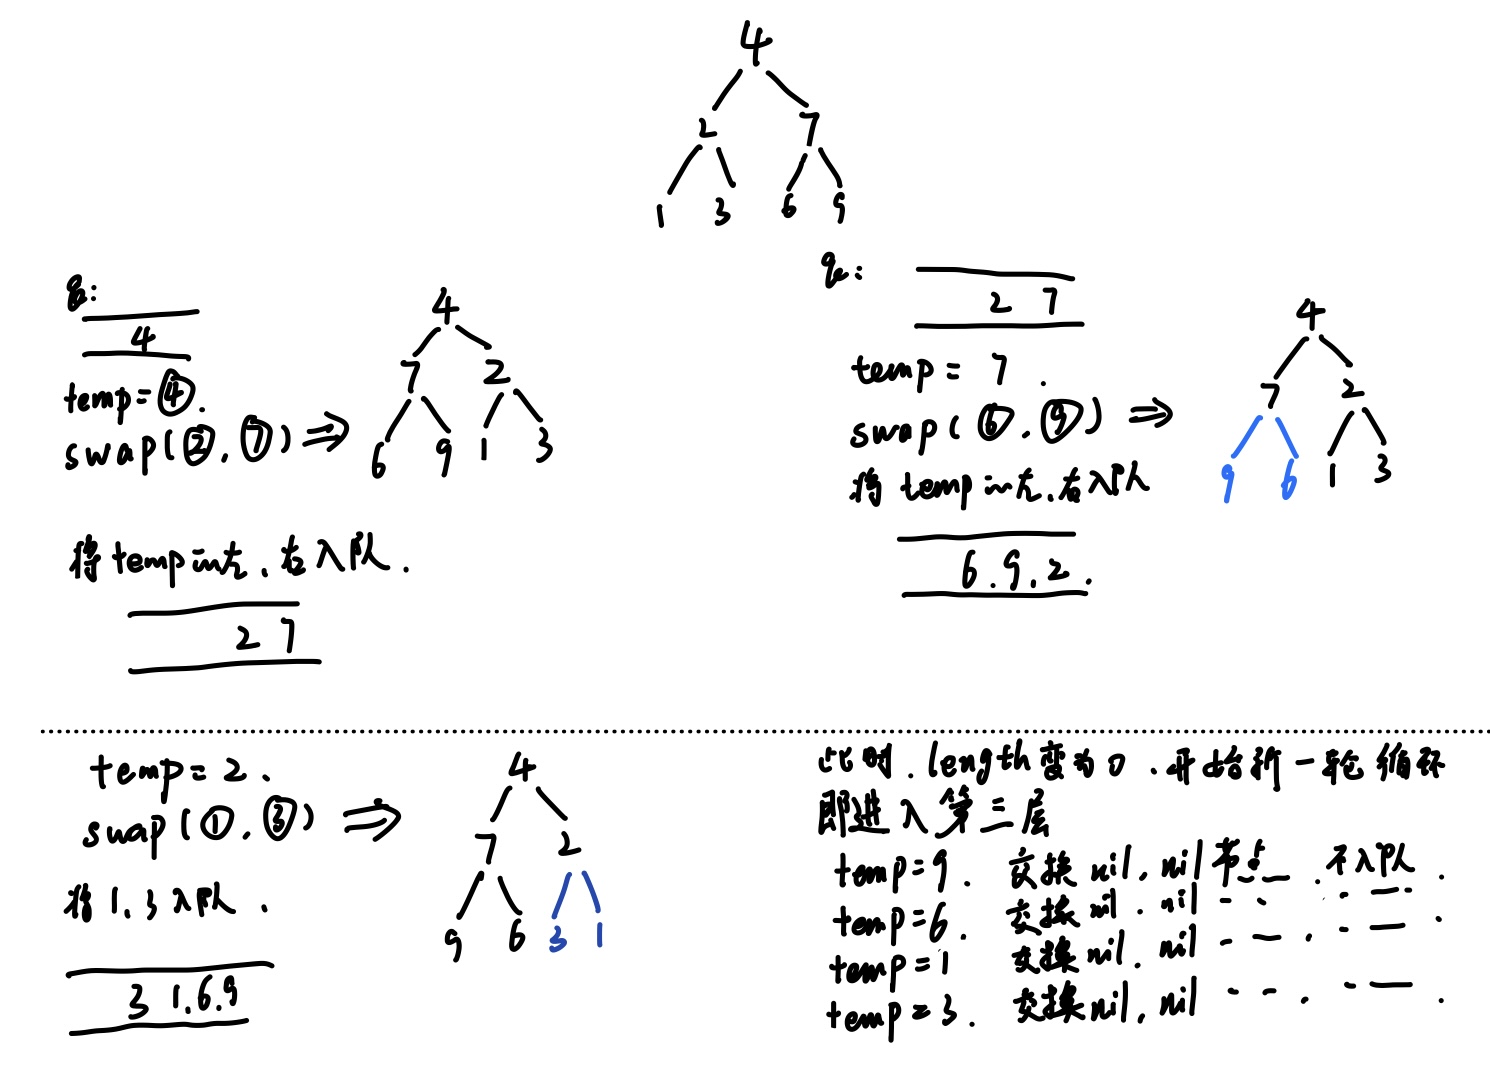 4
2 7
1 3 6 9
q:
4
temp=④.
swap(②,⑦) ⇒
4
7 2
6 9 1 3
将temp的左、右入队.
2 7
q:
2 7
temp = 7.
swap(⑥,⑨) ⇒
将temp的左、右入队
6.9.2.
4
7 2
9 6 1 3
temp=2.
swap(①,③) ⇒
将1、3入队.
3 1.6.9
4
7 2
9 6 3 1
此时,length变为0,开始新一轮循环
即进入第三层
temp=9. 交换nil,nil节点,不入队.
temp=6. 交换nil,nil
temp=1 交换nil,nil
temp=3. 交换nil,nil